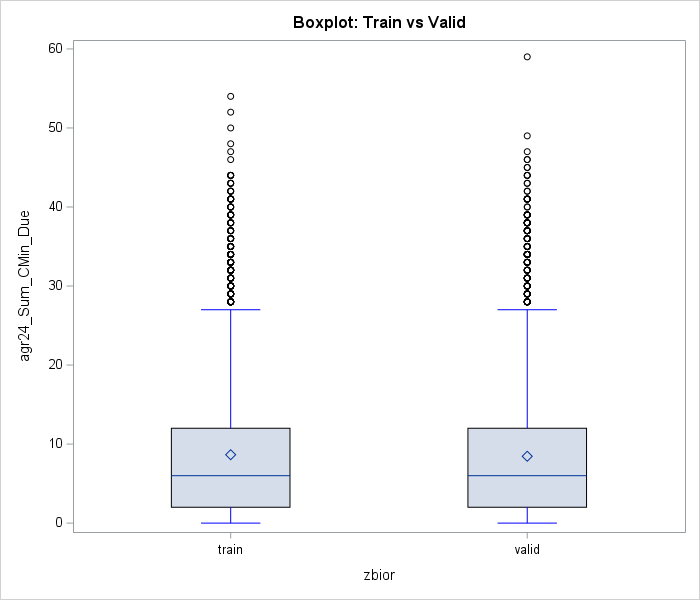 Boxplot: Train vs Valid
60
50
40
30
20
10
0
agr24_Sum_CMin_Due
train
valid
zbior